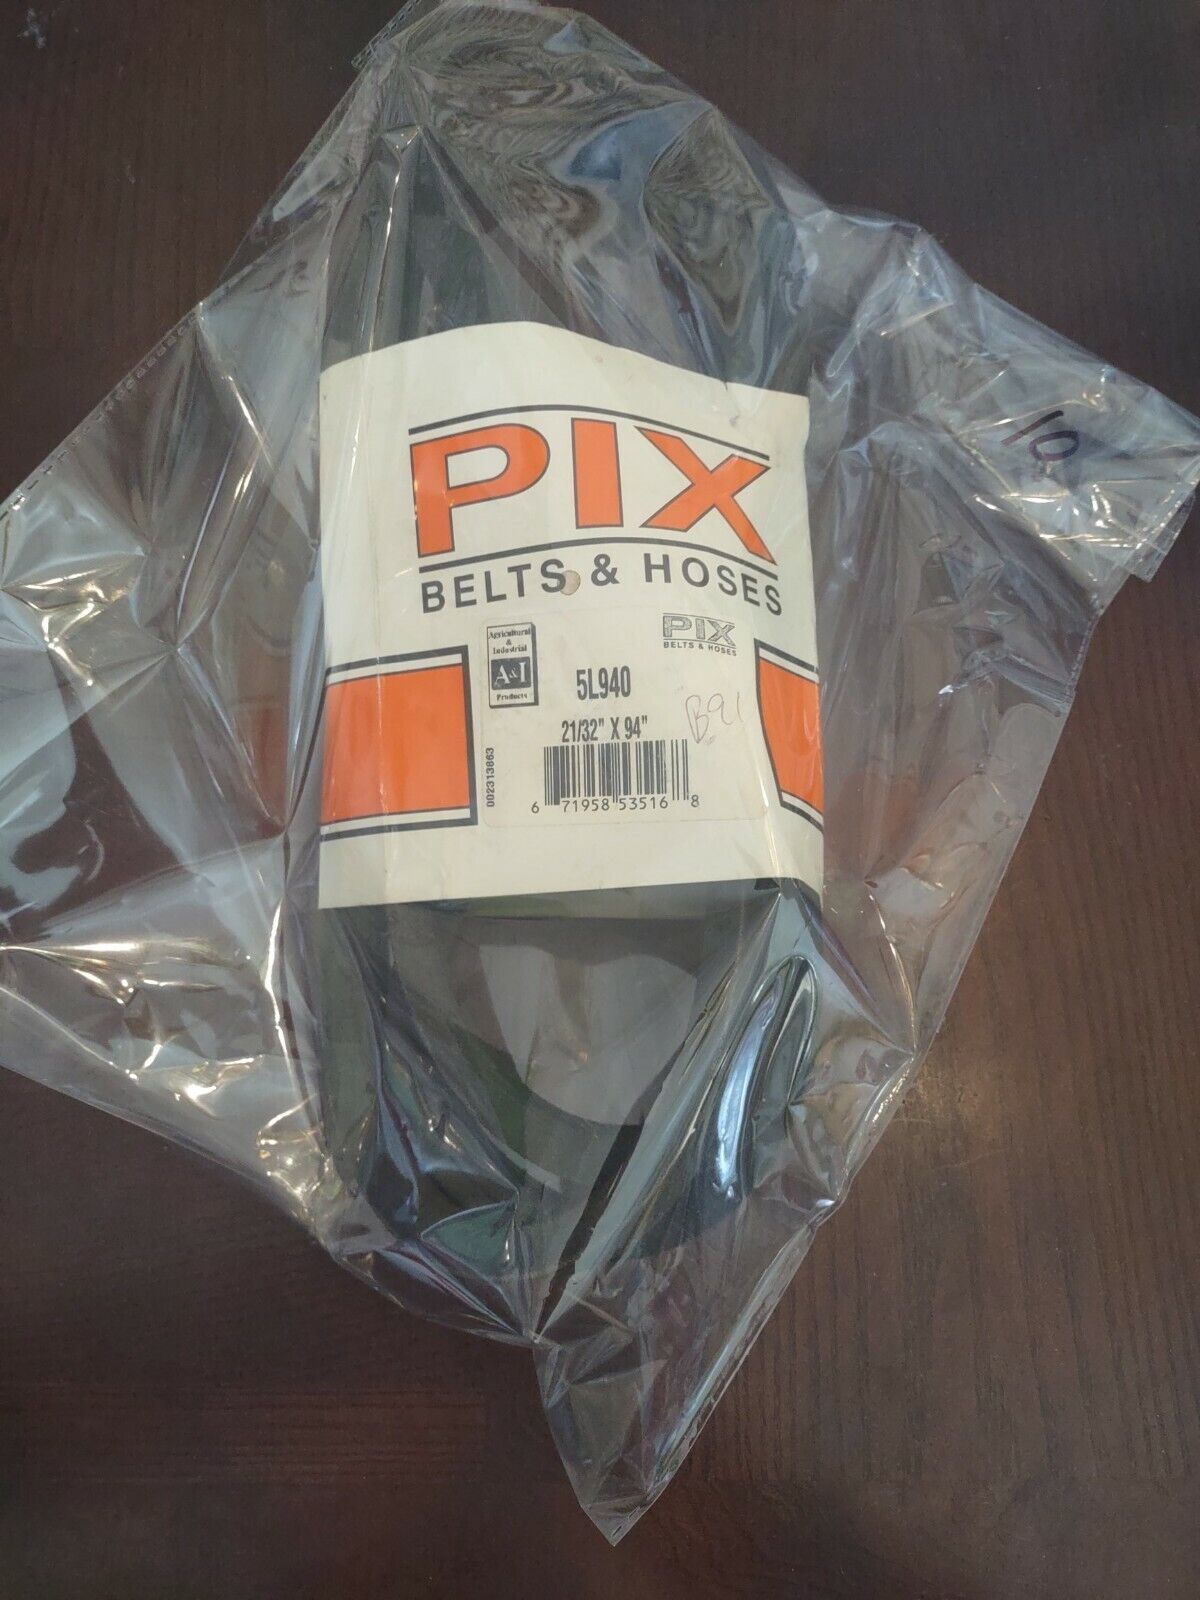 PIX
BELTS & HOSES
Agricultural
&
Industrial
A&I
Products
PIX
BELTS & HOSES
5L940
21/32" X 94"
B91
002313863
6 71958 53516 8
10